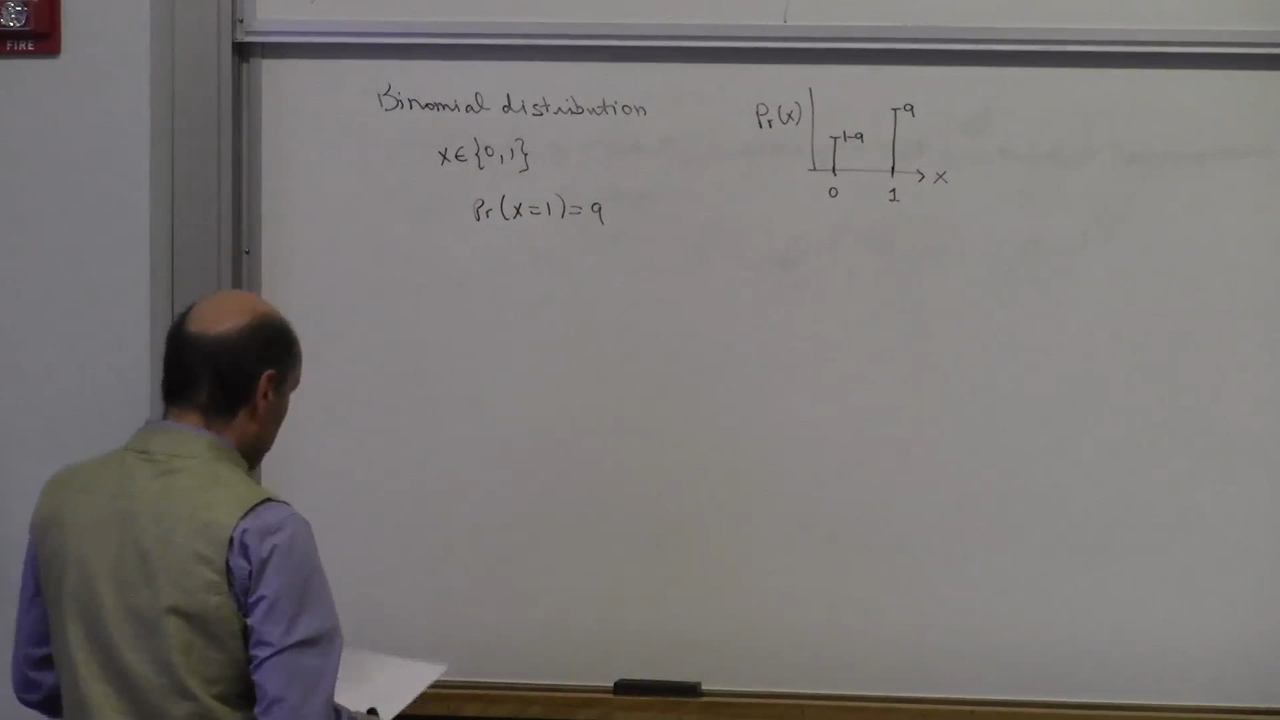 FIRE
Binomial distribution
x ∈ {0, 1}
Pr(x=1) = q
Pr(x)
1-q
q
x
0
1